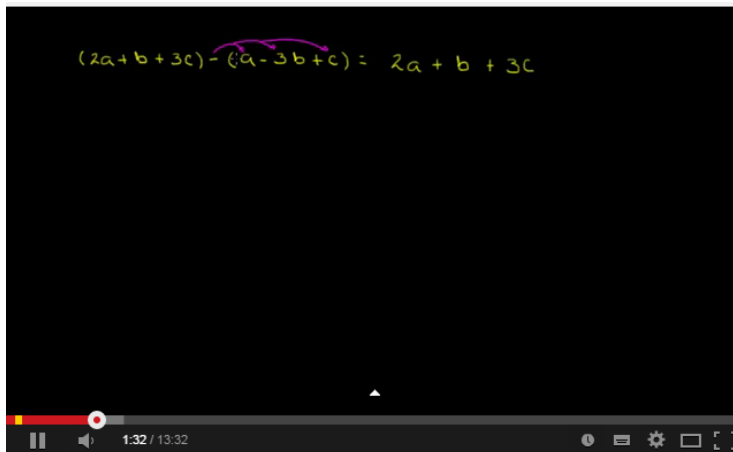 (2a + b + 3c) - (a - 3b + c) = 2a + b + 3c
1:32 / 13:32